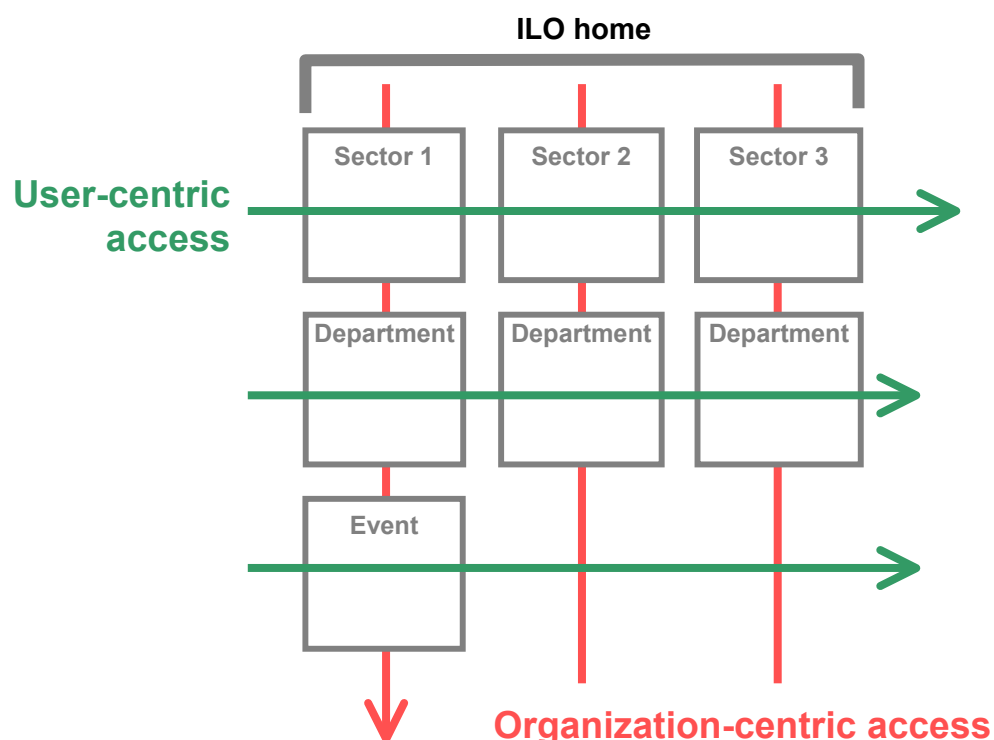 ILO home
Sector 1
Sector 2
Sector 3
User-centric
access
Department
Department
Department
Event
Organization-centric access